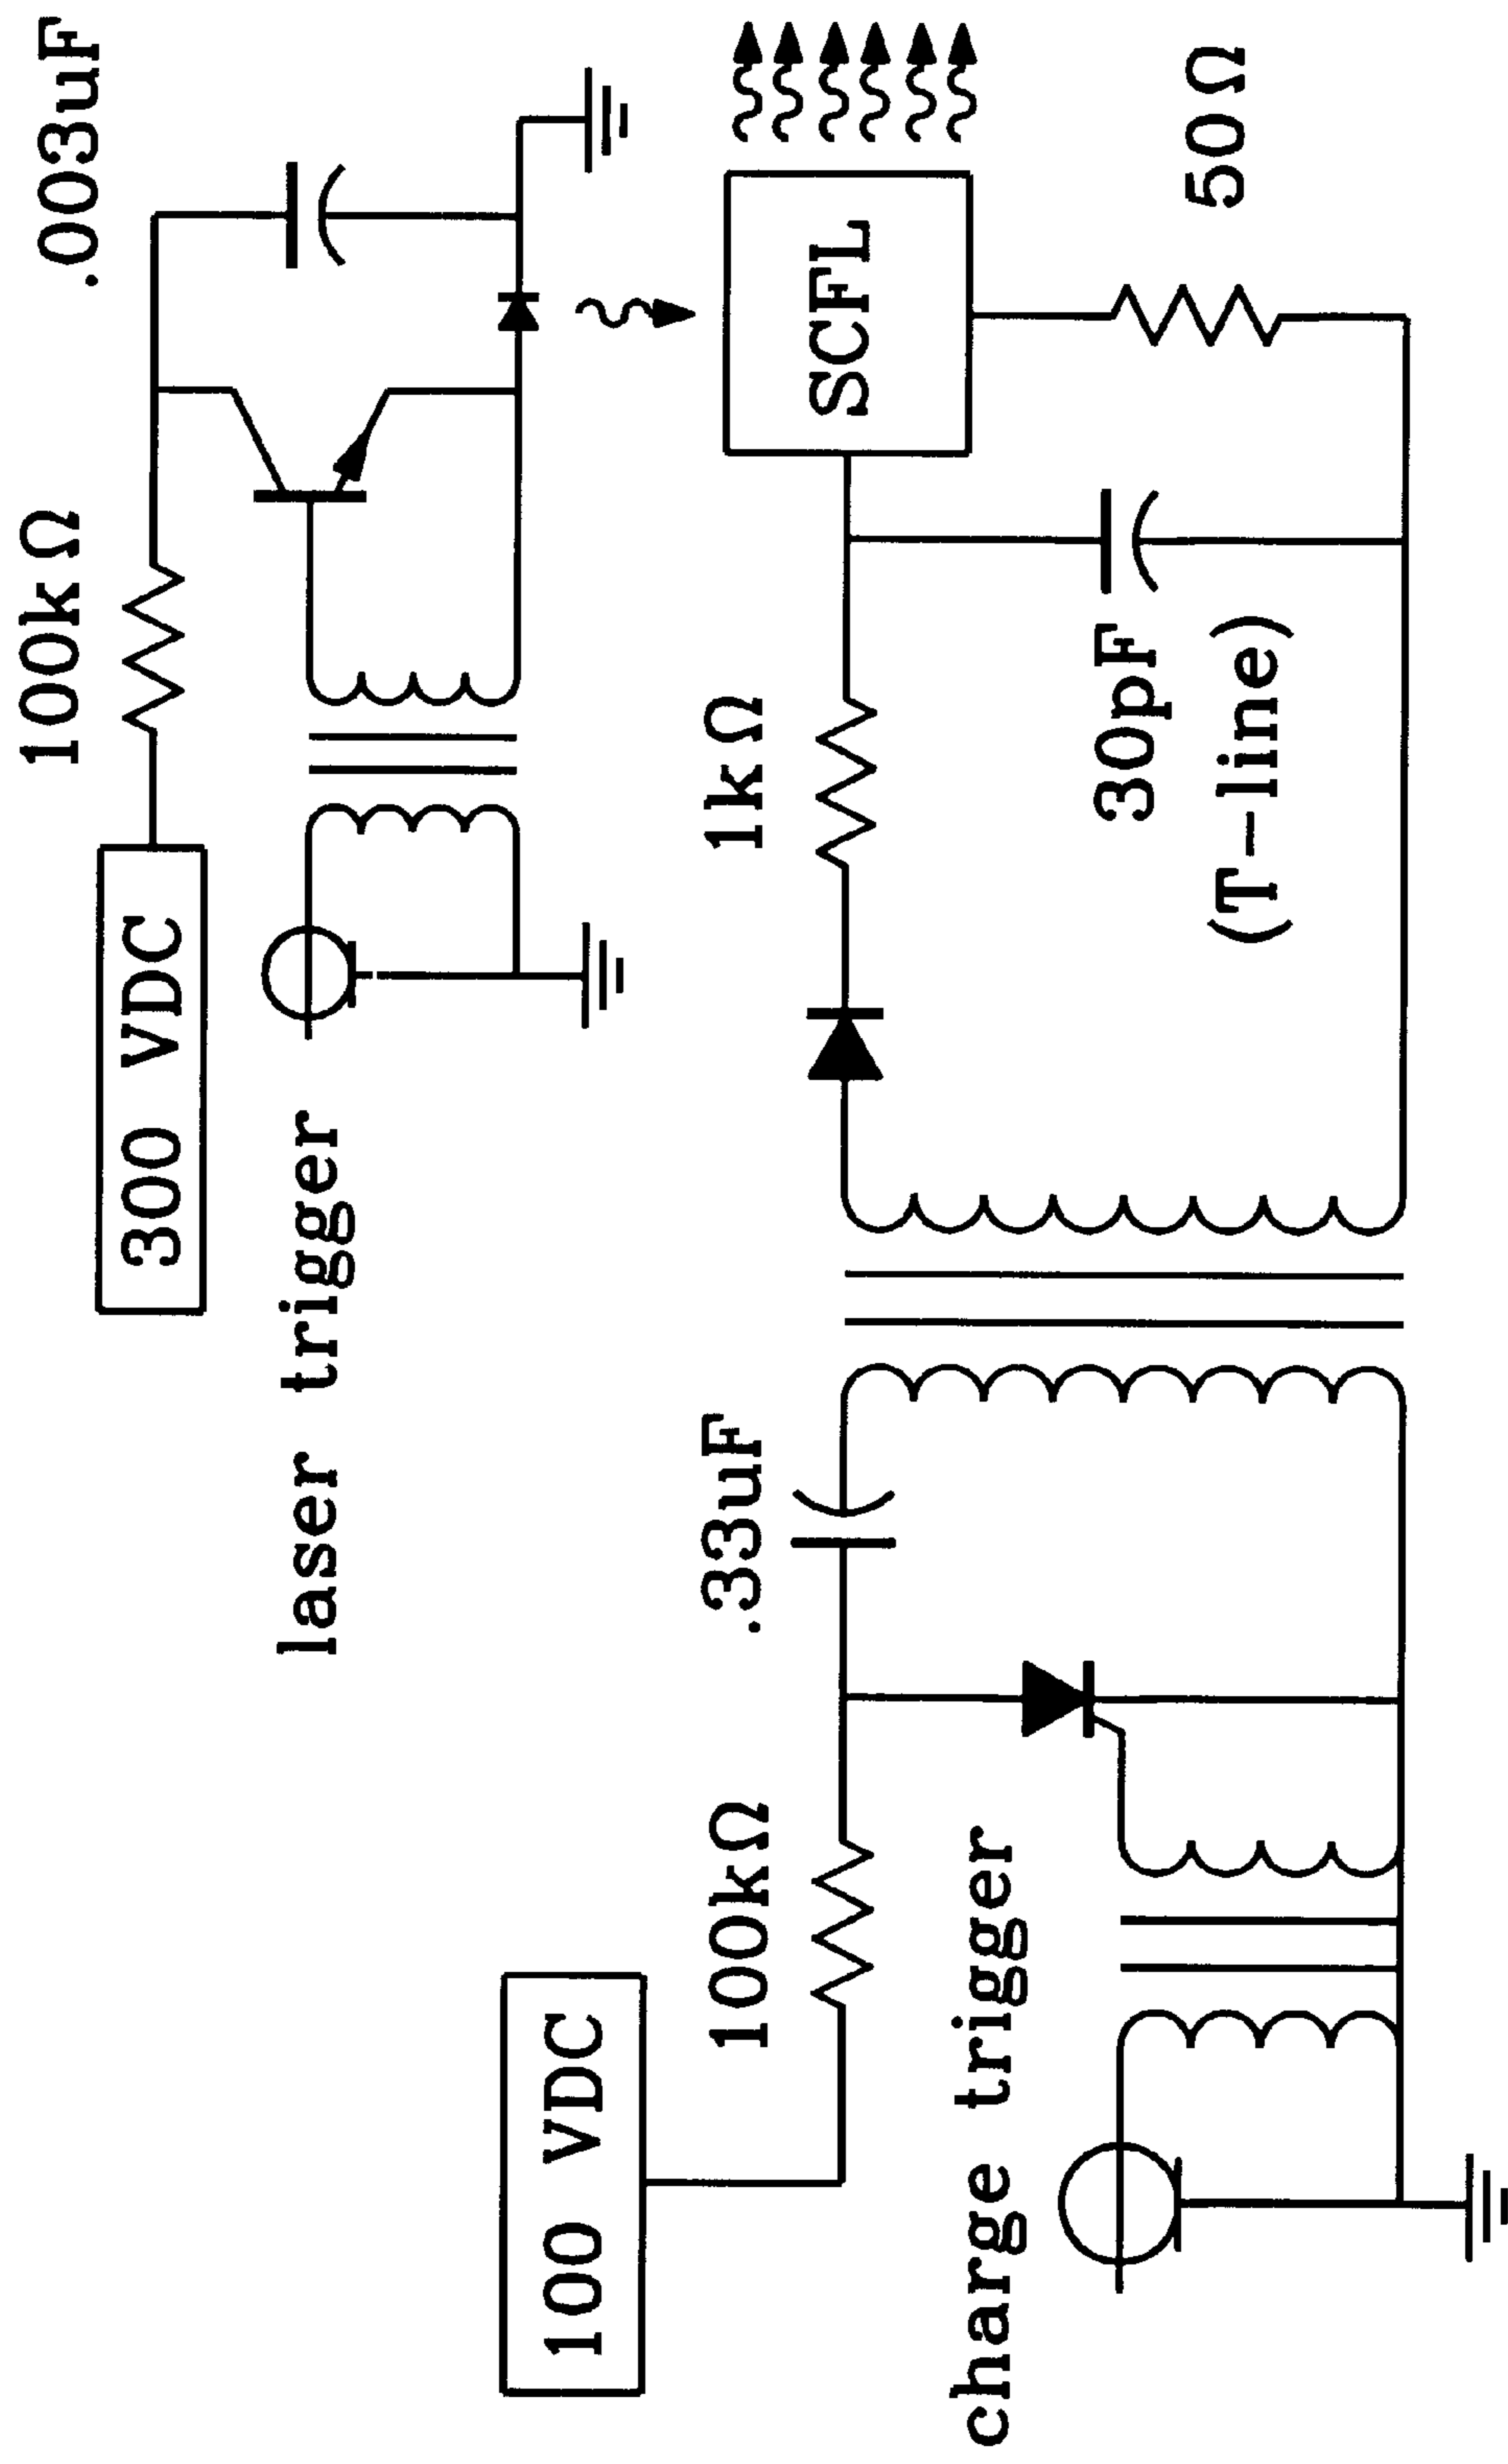 300 VDC
100kΩ
.003uF
laser trigger
100 VDC
100kΩ
.33uF
1kΩ
SCFL
charge trigger
30pF
(T-line)
50Ω